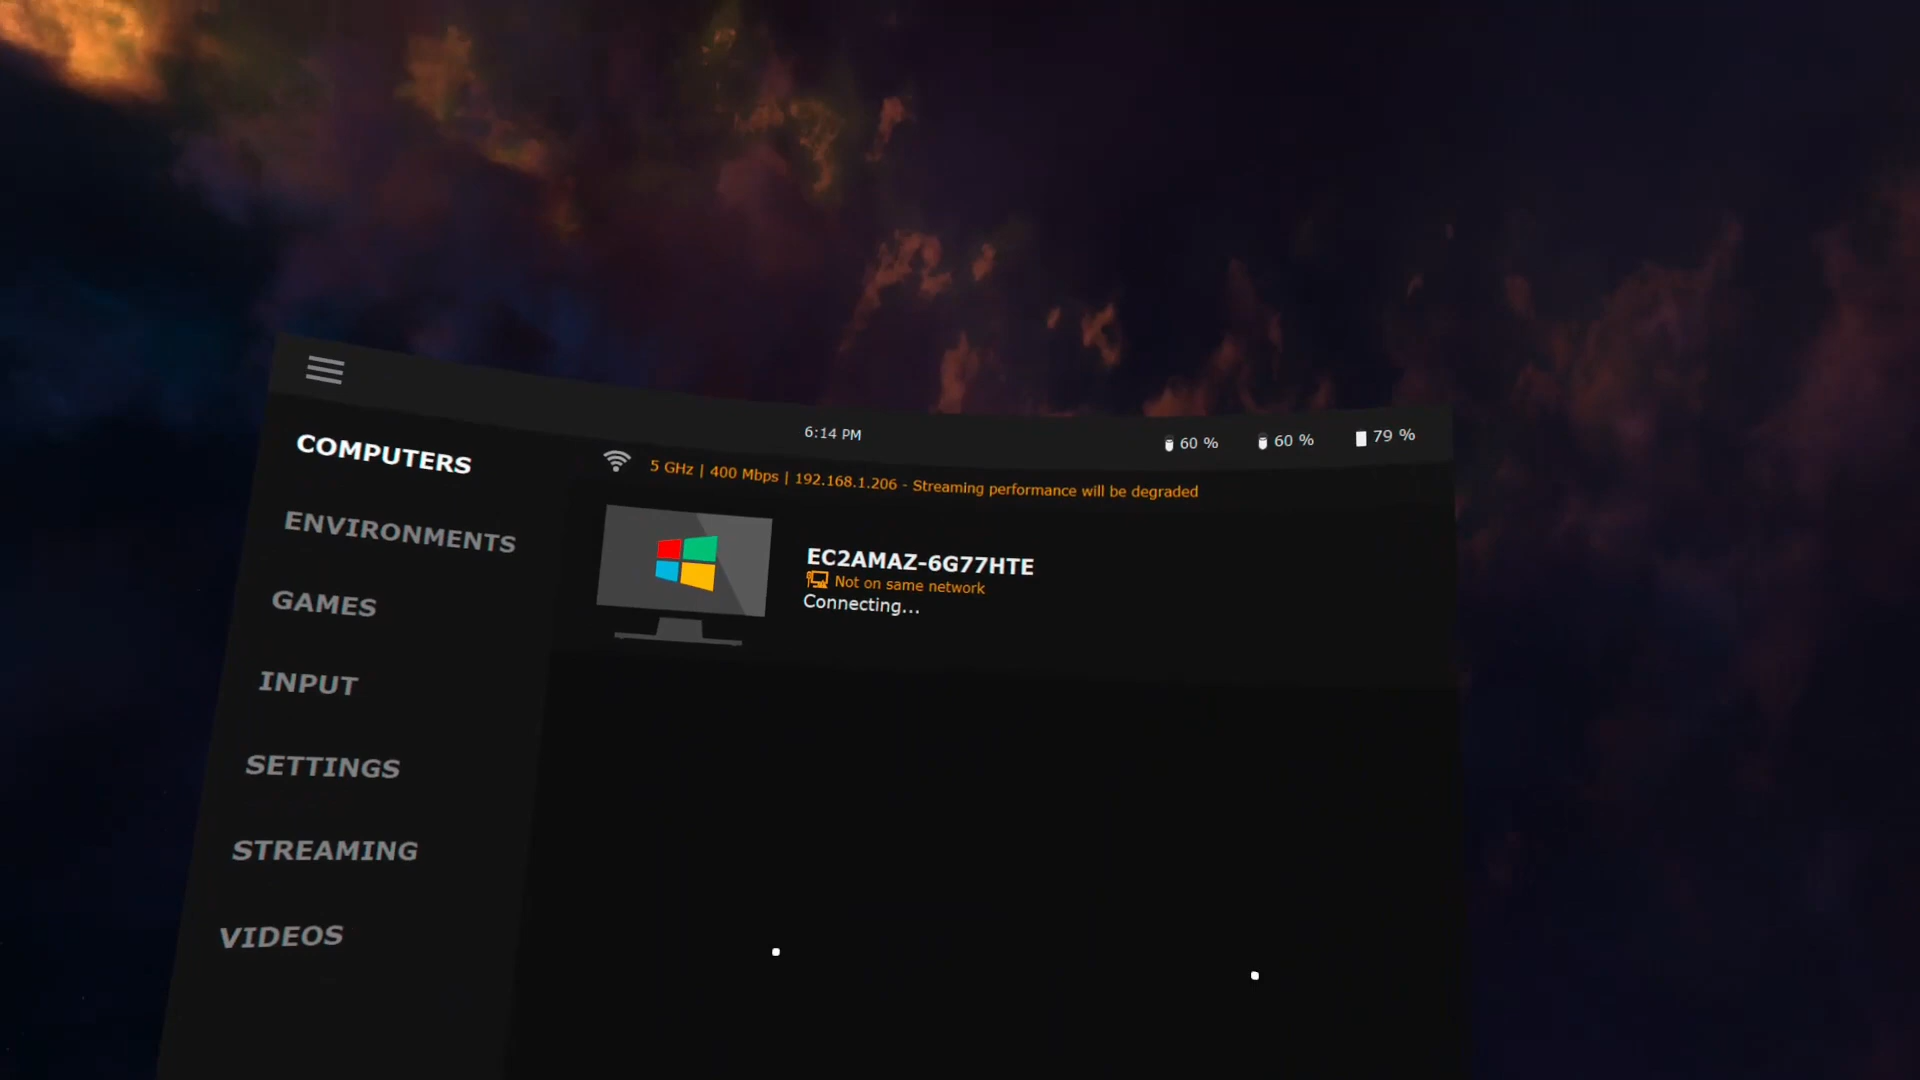 6:14 PM
60 %
60 %
79 %
COMPUTERS
ENVIRONMENTS
GAMES
INPUT
SETTINGS
STREAMING
VIDEOS
5 GHz | 400 Mbps | 192.168.1.206 - Streaming performance will be degraded
EC2AMAZ-6G77HTE
Not on same network
Connecting...